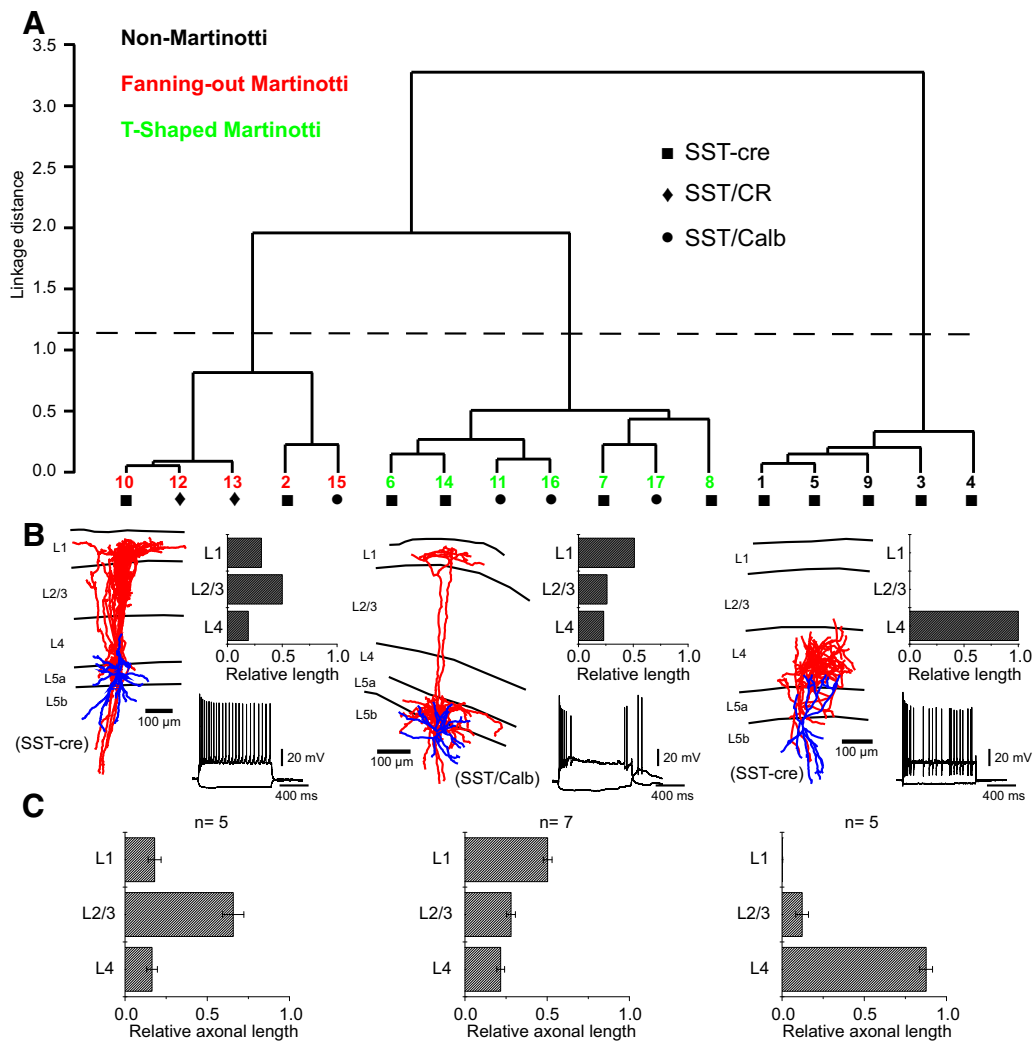 A
Non-Martinotti
Fanning-out Martinotti
T-Shaped Martinotti
SST-cre
SST/CR
SST/Calb
Linkage distance
3.5
3.0
2.5
2.0
1.5
1.0
0.5
0.0
10 12 13 2 15 6 14 11 16 7 17 8 1 5 9 3 4
B
L1
L2/3
L4
L5a
L5b
100 µm
(SST-cre)
L1
L2/3
L4
0.0 0.5 1.0
Relative length
20 mV
400 ms
L1
L2/3
L4
L5a
L5b
100 µm
(SST/Calb)
L1
L2/3
L4
0.0 0.5 1.0
Relative length
20 mV
400 ms
L1
L2/3
L4
L5a
L5b
100 µm
(SST-cre)
L1
L2/3
L4
0.0 0.5 1.0
Relative length
20 mV
400 ms
C
n= 5
L1
L2/3
L4
0.0 0.5 1.0
Relative axonal length
n= 7
L1
L2/3
L4
0.0 0.5 1.0
Relative axonal length
n= 5
L1
L2/3
L4
0.0 0.5 1.0
Relative axonal length